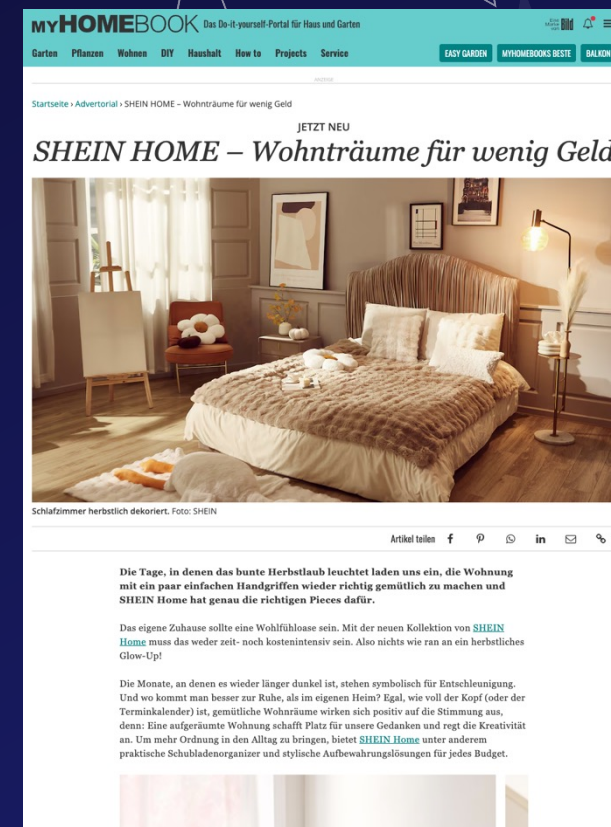 MYHOMEBOOK Das Do-it-yourself-Portal für Haus und Garten
Eine Marke von Bild
Garten Pflanzen Wohnen DIY Haushalt How to Projects Service EASY GARDEN MYHOMEBOOKS BESTE BALKON
ANZEIGE
Startseite › Advertorial › SHEIN HOME – Wohnträume für wenig Geld
JETZT NEU
SHEIN HOME – Wohnträume für wenig Geld
Schlafzimmer herbstlich dekoriert. Foto: SHEIN
Artikel teilen
Die Tage, in denen das bunte Herbstlaub leuchtet laden uns ein, die Wohnung
mit ein paar einfachen Handgriffen wieder richtig gemütlich zu machen und
SHEIN Home hat genau die richtigen Pieces dafür.
Das eigene Zuhause sollte eine Wohlfühloase sein. Mit der neuen Kollektion von SHEIN
Home muss das weder zeit- noch kostenintensiv sein. Also nichts wie ran an ein herbstliches
Glow-Up!
Die Monate, an denen es wieder länger dunkel ist, stehen symbolisch für Entschleunigung.
Und wo kommt man besser zur Ruhe, als im eigenen Heim? Egal, wie voll der Kopf (oder der
Terminkalender) ist, gemütliche Wohnräume wirken sich positiv auf die Stimmung aus,
denn: Eine aufgeräumte Wohnung schafft Platz für unsere Gedanken und regt die Kreativität
an. Um mehr Ordnung in den Alltag zu bringen, bietet SHEIN Home unter anderem
praktische Schubladenorganizer und stylische Aufbewahrungslösungen für jedes Budget.